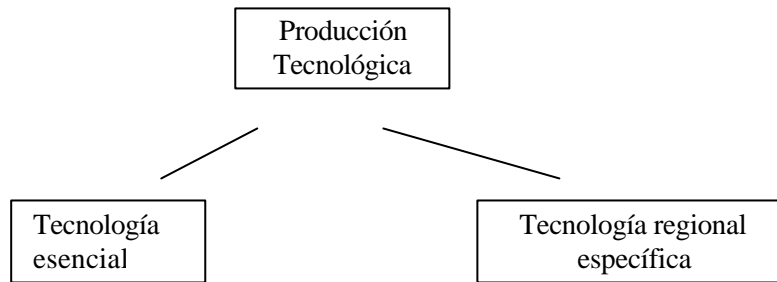 Producción
Tecnológica
Tecnología
esencial
Tecnología regional
específica